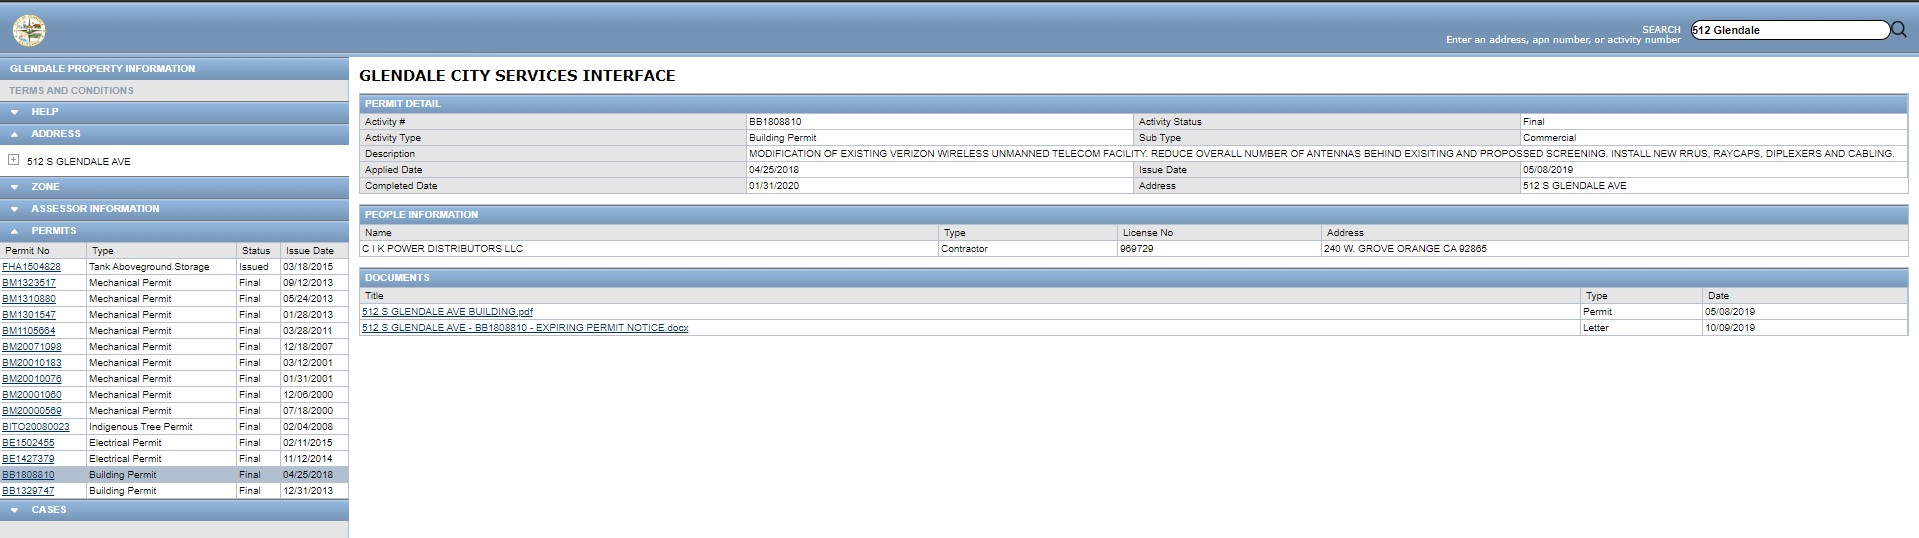 SEARCH
Enter an address, apn number, or activity number
512 Glendale
GLENDALE PROPERTY INFORMATION
TERMS AND CONDITIONS
HELP
ADDRESS
512 S GLENDALE AVE
ZONE
ASSESSOR INFORMATION
PERMITS
Permit No Type Status Issue Date
FHA1504828 Tank Aboveground Storage Issued 03/18/2015
BM1323517 Mechanical Permit Final 09/12/2013
BM1310880 Mechanical Permit Final 05/24/2013
BM1301547 Mechanical Permit Final 01/28/2013
BM1105664 Mechanical Permit Final 03/28/2011
BM20071098 Mechanical Permit Final 12/18/2007
BM20010183 Mechanical Permit Final 03/12/2001
BM20010076 Mechanical Permit Final 01/31/2001
BM20001060 Mechanical Permit Final 12/06/2000
BM20000569 Mechanical Permit Final 07/18/2000
BITO20080023 Indigenous Tree Permit Final 02/04/2008
BE1502455 Electrical Permit Final 02/11/2015
BE1427379 Electrical Permit Final 11/12/2014
BB1808810 Building Permit Final 04/25/2018
BB1329747 Building Permit Final 12/31/2013
CASES
GLENDALE CITY SERVICES INTERFACE
PERMIT DETAIL
Activity # BB1808810 Activity Status Final
Activity Type Building Permit Sub Type Commercial
Description MODIFICATION OF EXISTING VERIZON WIRELESS UNMANNED TELECOM FACILITY. REDUCE OVERALL NUMBER OF ANTENNAS BEHIND EXISITING AND PROPOSSED SCREENING. INSTALL NEW RRUS, RAYCAPS, DIPLEXERS AND CABLING.
Applied Date 04/25/2018 Issue Date 05/08/2019
Completed Date 01/31/2020 Address 512 S GLENDALE AVE
PEOPLE INFORMATION
Name Type License No Address
C I K POWER DISTRIBUTORS LLC Contractor 969729 240 W. GROVE ORANGE CA 92865
DOCUMENTS
Title Type Date
512 S GLENDALE AVE BUILDING.pdf Permit 05/08/2019
512 S GLENDALE AVE - BB1808810 - EXPIRING PERMIT NOTICE.docx Letter 10/09/2019